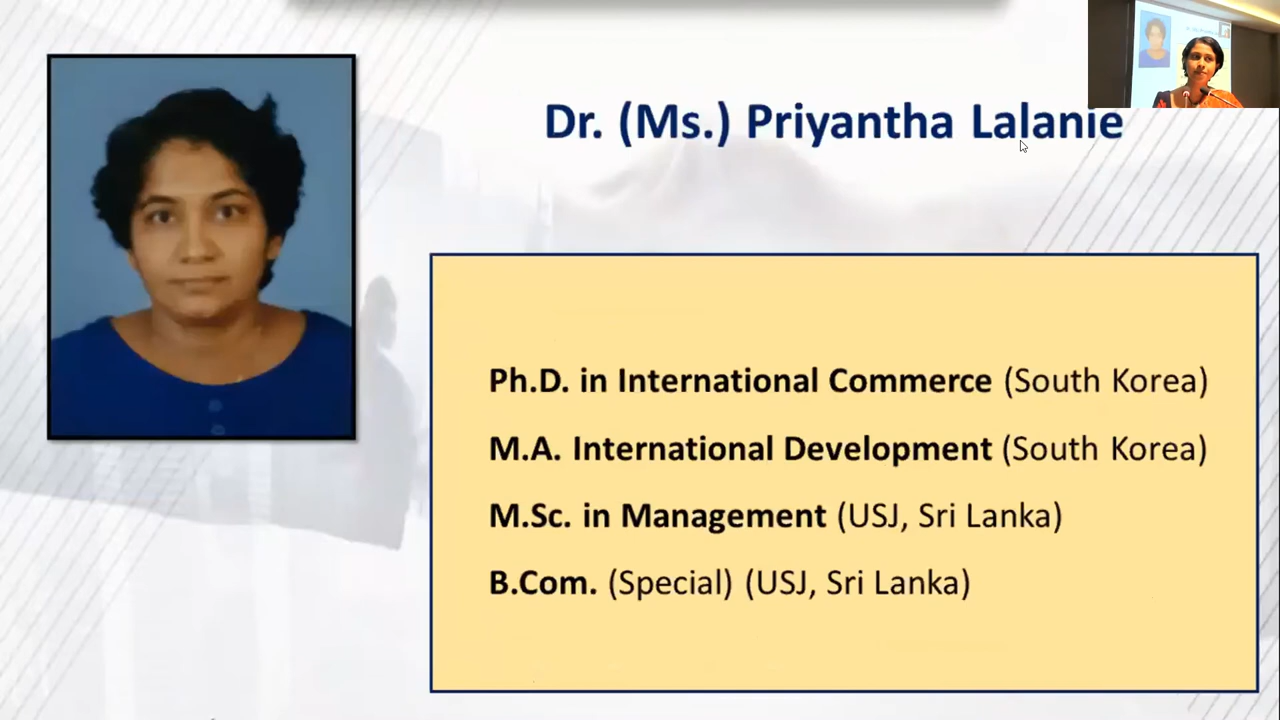 Dr. (Ms.) Priyantha Lalanie
Ph.D. in International Commerce (South Korea)
M.A. International Development (South Korea)
M.Sc. in Management (USJ, Sri Lanka)
B.Com. (Special) (USJ, Sri Lanka)